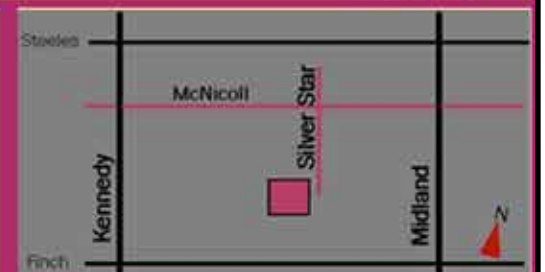 Steeles
McNicoll
Silver Star
Kennedy
Midland
N
Finch